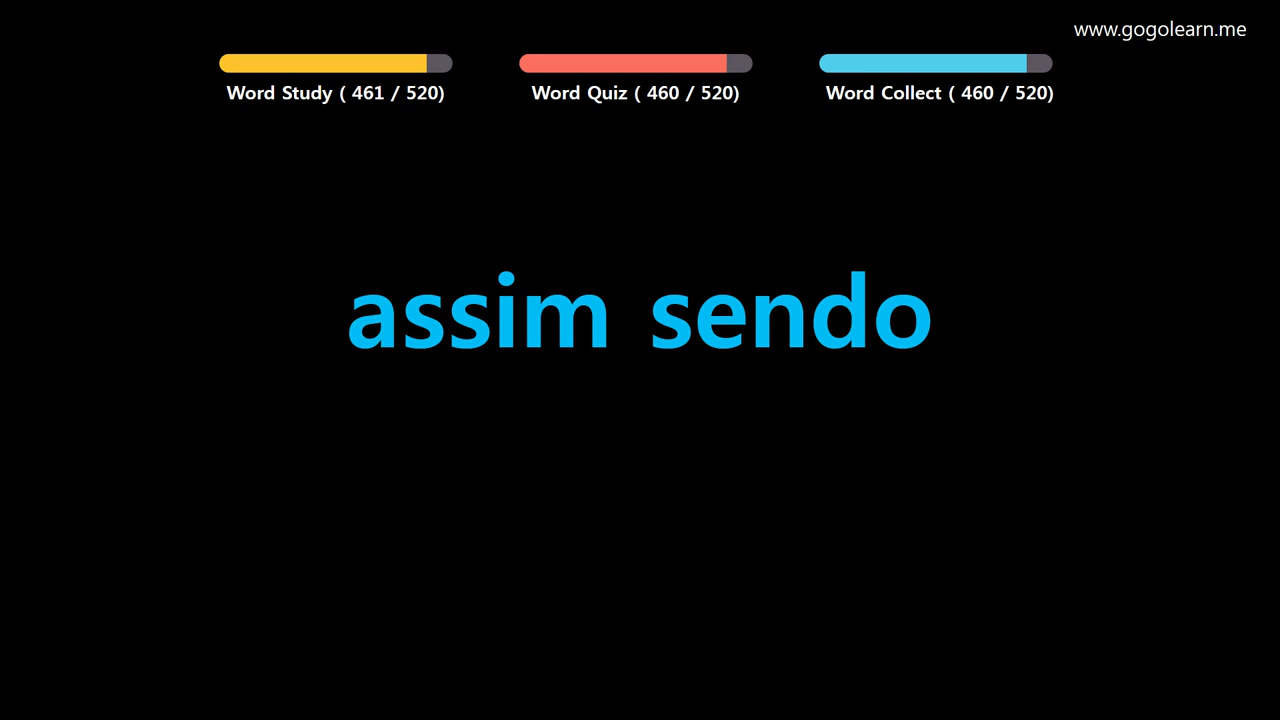 www.gogolearn.me
Word Study ( 461 / 520)
Word Quiz ( 460 / 520)
Word Collect ( 460 / 520)
assim sendo